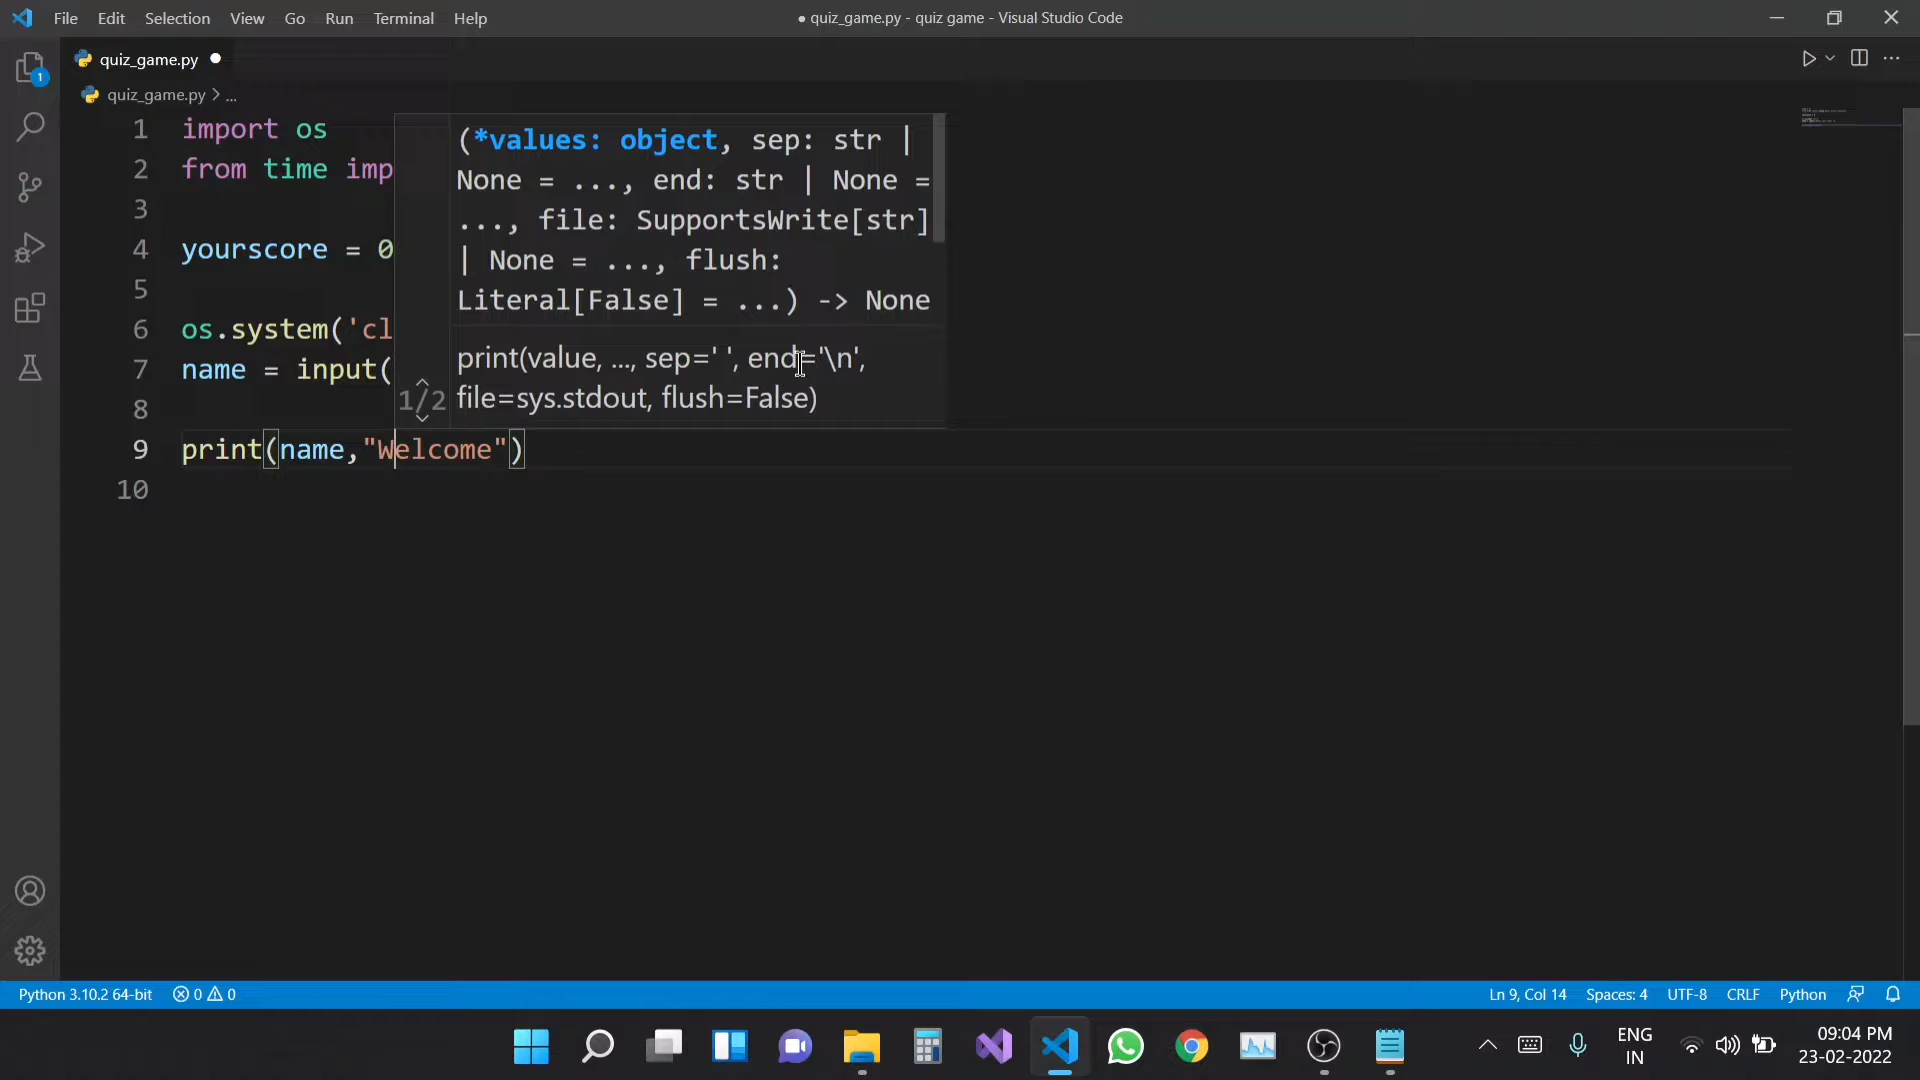 File Edit Selection View Go Run Terminal Help
● quiz_game.py - quiz game - Visual Studio Code
quiz_game.py ●
1
quiz_game.py > ...
1 import os
2 from time imp
3
4 yourscore = 0
5
6 os.system('cl
7 name = input(
8
9 print(name,"Welcome")
10
(*values: object, sep: str |
None = ..., end: str | None =
..., file: SupportsWrite[str]
| None = ..., flush:
Literal[False] = ...) -> None
print(value, ..., sep=' ', end='\n',
1/2 file=sys.stdout, flush=False)
Python 3.10.2 64-bit 0 0 Ln 9, Col 14 Spaces: 4 UTF-8 CRLF Python
ENG
IN
09:04 PM
23-02-2022